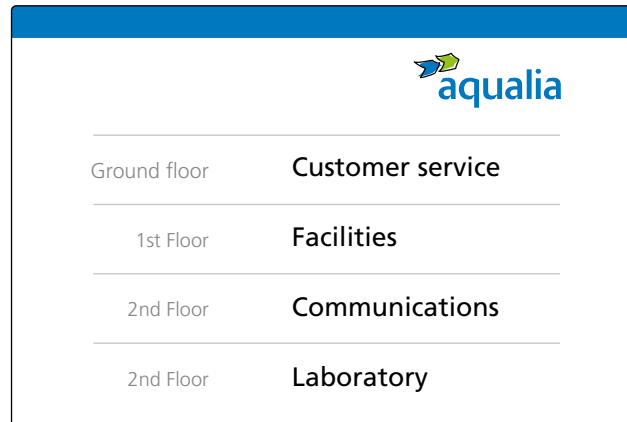 aqualia
Ground floor Customer service
1st Floor Facilities
2nd Floor Communications
2nd Floor Laboratory